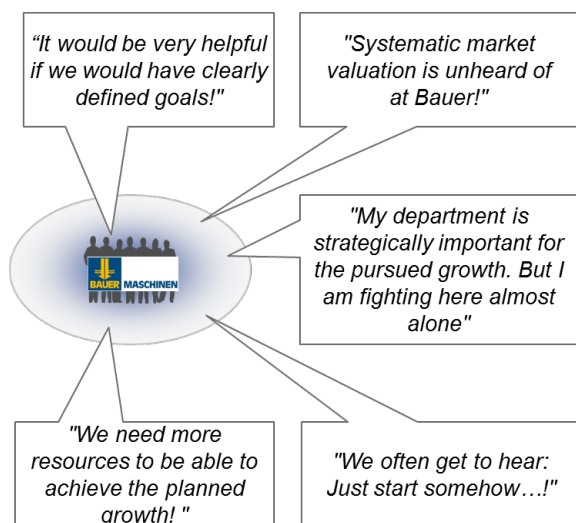 “It would be very helpful
if we would have clearly
defined goals!"
"Systematic market
valuation is unheard of
at Bauer!"
"My department is
strategically important for
the pursued growth. But I
am fighting here almost
alone"
BAUER MASCHINEN
"We need more
resources to be able to
achieve the planned
growth! "
"We often get to hear:
Just start somehow…!"